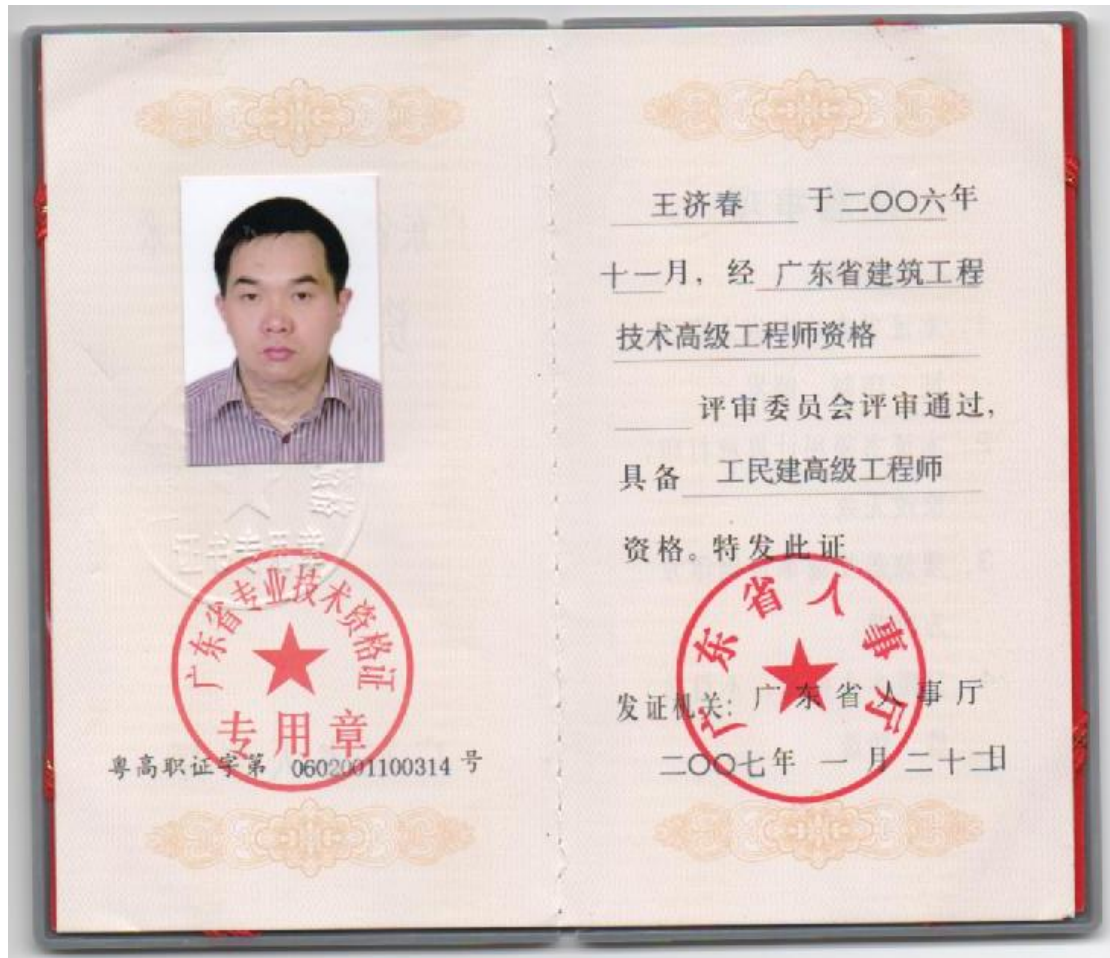 广东省专业技术资格证
专用章
粤高职证字第 0602001100314 号
王济春 于二〇〇六年
十一月，经 广东省建筑工程
技术高级工程师资格
评审委员会评审通过，
具备 工民建高级工程师
资格。特发此证
广东省人事厅
发证机关：广东省人事厅
二〇〇七年 一月二十二日